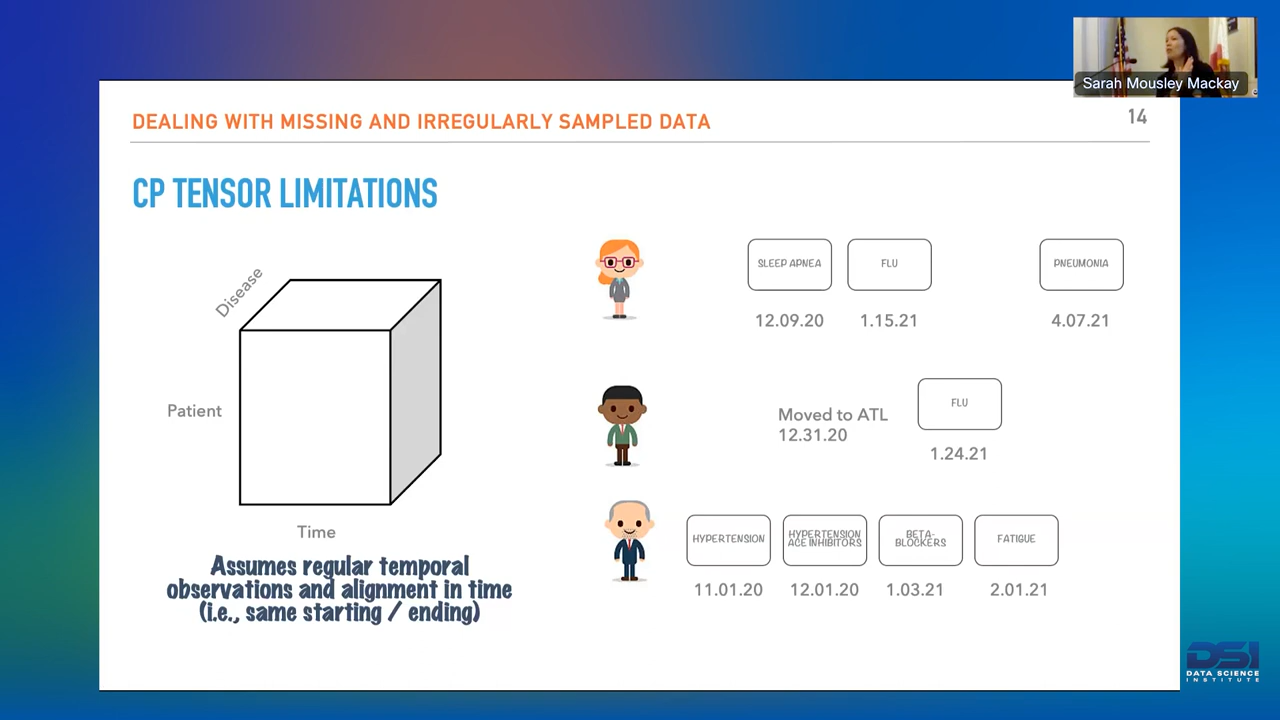 Sarah Mousley Mackay
DEALING WITH MISSING AND IRREGULARLY SAMPLED DATA
14
CP TENSOR LIMITATIONS
Disease
Patient
Time
Assumes regular temporal
observations and alignment in time
(i.e., same starting / ending)
SLEEP APNEA
FLU
PNEUMONIA
12.09.20
1.15.21
4.07.21
Moved to ATL
12.31.20
FLU
1.24.21
HYPERTENSION
HYPERTENSION
ACE INHIBITORS
BETA-
BLOCKERS
FATIGUE
11.01.20
12.01.20
1.03.21
2.01.21
DSI
DATA SCIENCE
INSTITUTE